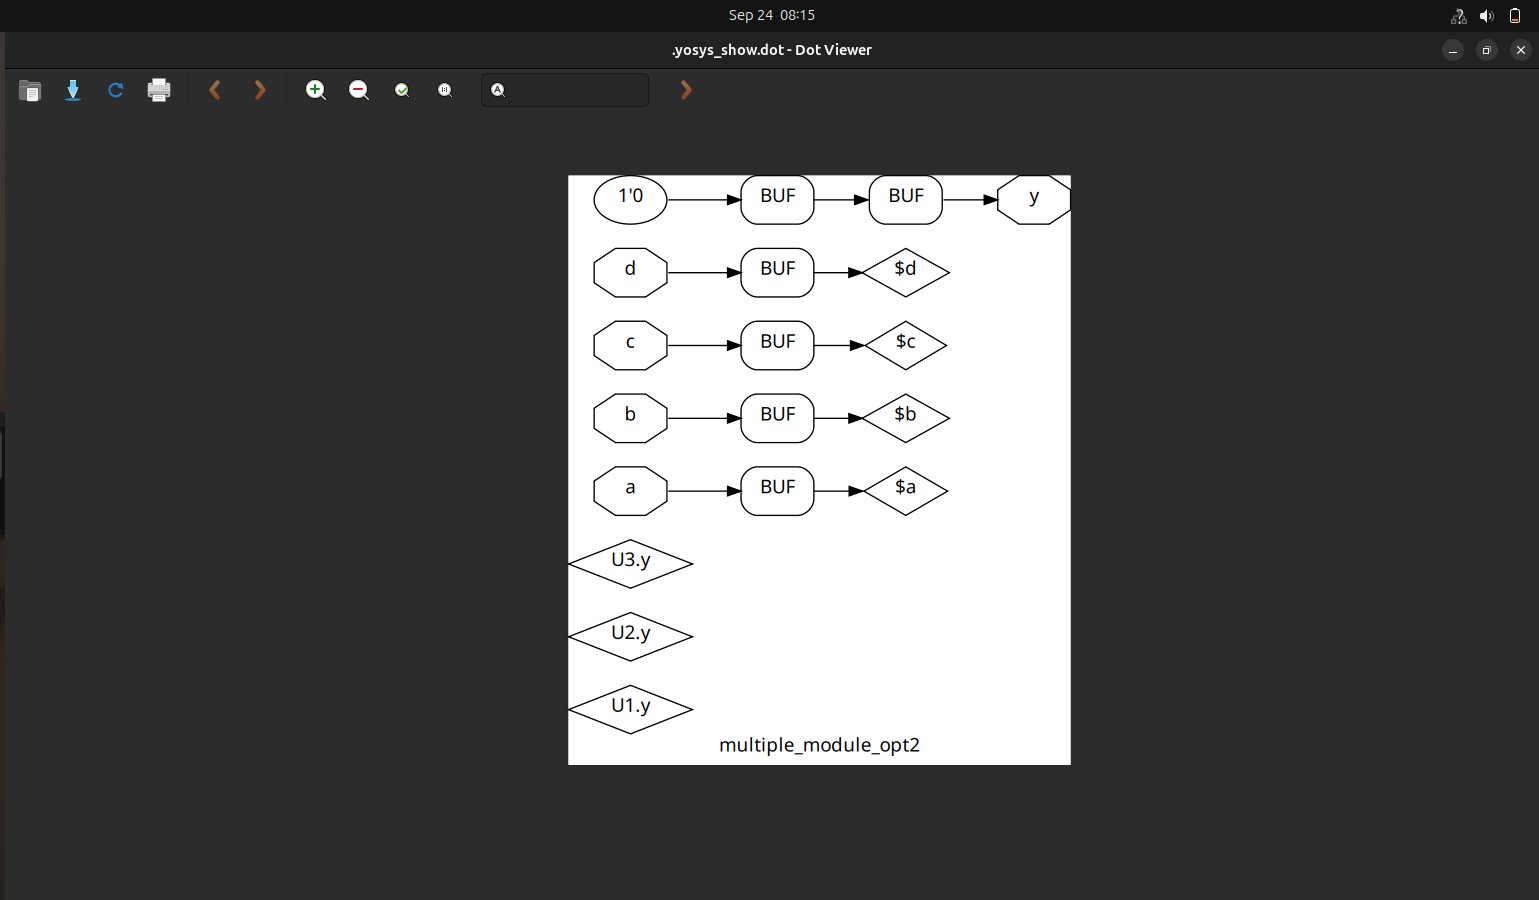 Sep 24 08:15
.yosys_show.dot - Dot Viewer
1'0 BUF BUF y
d BUF $d
c BUF $c
b BUF $b
a BUF $a
U3.y
U2.y
U1.y
multiple_module_opt2